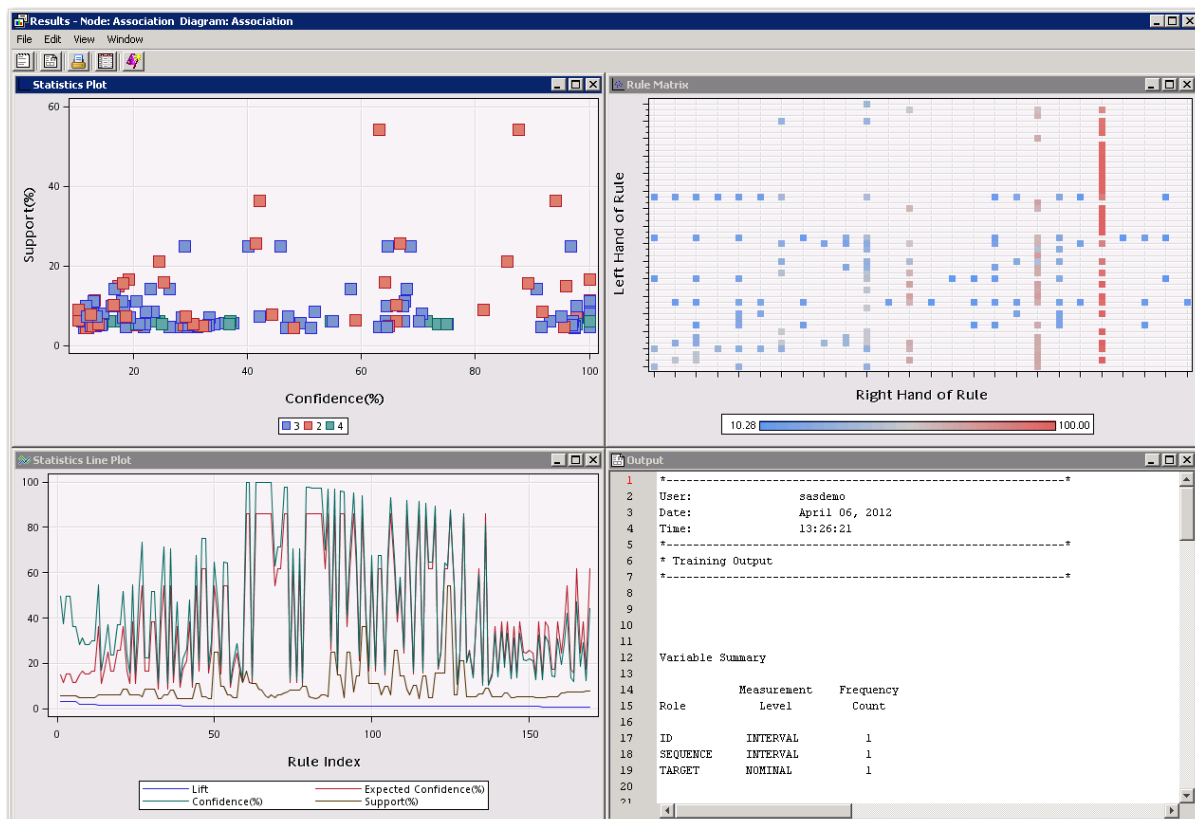 Results - Node: Association Diagram: Association
File Edit View Window
Statistics Plot
60
40
20
0
Support(%)
20 40 60 80 100
Confidence(%)
3 2 4
Rule Matrix
Left Hand of Rule
Right Hand of Rule
10.28 100.00
Statistics Line Plot
100
80
60
40
20
0
0 50 100 150
Rule Index
Lift Expected Confidence(%)
Confidence(%) Support(%)
Output
1 *------------------------------------------------------------*
2 User: sasdemo
3 Date: April 06, 2012
4 Time: 13:26:21
5 *------------------------------------------------------------*
6 * Training Output
7 *------------------------------------------------------------*
8
9
10
11
12 Variable Summary
13
14 Measurement Frequency
15 Role Level Count
16
17 ID INTERVAL 1
18 SEQUENCE INTERVAL 1
19 TARGET NOMINAL 1
20
21